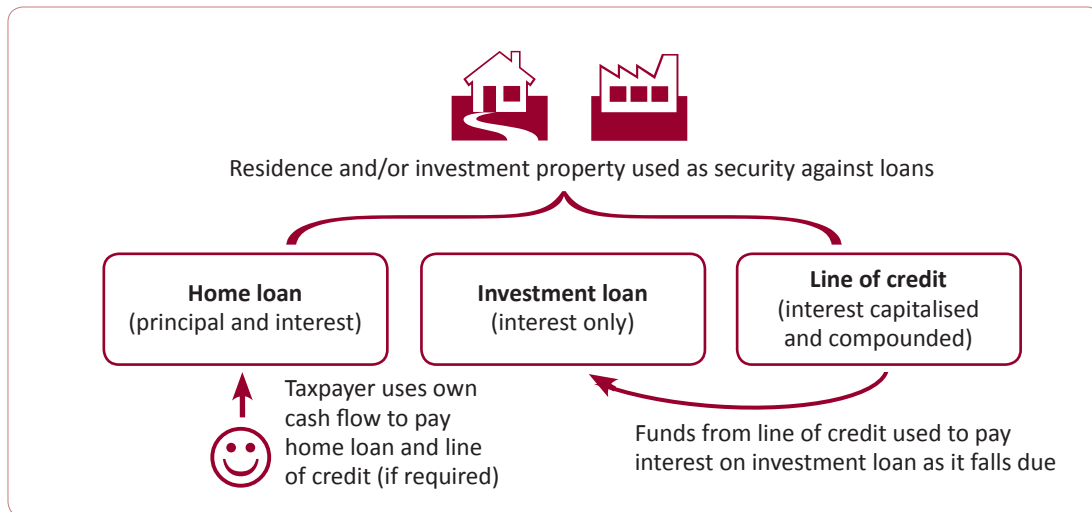 Residence and/or investment property used as security against loans
Home loan
(principal and interest)
Investment loan
(interest only)
Line of credit
(interest capitalised
and compounded)
Taxpayer uses own
cash flow to pay
home loan and line
of credit (if required)
Funds from line of credit used to pay
interest on investment loan as it falls due